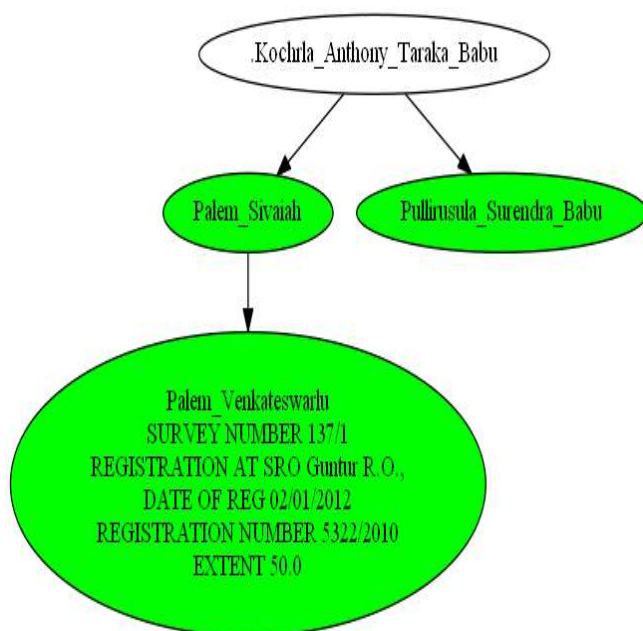 .Kochrla_Anthony_Taraka_Babu
Palem_Sivaiah
Pullirusula_Surendra_Babu
Palem_Venkateswarlu
SURVEY NUMBER 137/1
REGISTRATION AT SRO Guntur R.O.,
DATE OF REG 02/01/2012
REGISTRATION NUMBER 5322/2010
EXTENT 50.0